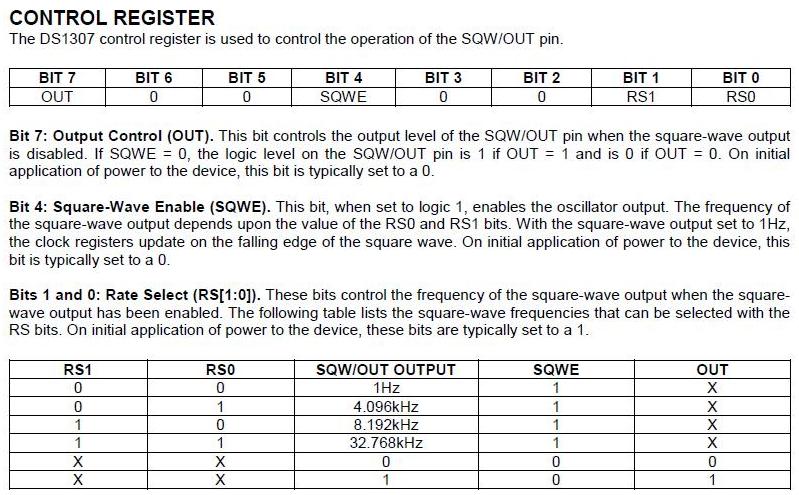 CONTROL REGISTER
The DS1307 control register is used to control the operation of the SQW/OUT pin.
BIT 7 BIT 6 BIT 5 BIT 4 BIT 3 BIT 2 BIT 1 BIT 0
OUT 0 0 SQWE 0 0 RS1 RS0
Bit 7: Output Control (OUT). This bit controls the output level of the SQW/OUT pin when the square-wave output
is disabled. If SQWE = 0, the logic level on the SQW/OUT pin is 1 if OUT = 1 and is 0 if OUT = 0. On initial
application of power to the device, this bit is typically set to a 0.
Bit 4: Square-Wave Enable (SQWE). This bit, when set to logic 1, enables the oscillator output. The frequency of
the square-wave output depends upon the value of the RS0 and RS1 bits. With the square-wave output set to 1Hz,
the clock registers update on the falling edge of the square wave. On initial application of power to the device, this
bit is typically set to a 0.
Bits 1 and 0: Rate Select (RS[1:0]). These bits control the frequency of the square-wave output when the square-
wave output has been enabled. The following table lists the square-wave frequencies that can be selected with the
RS bits. On initial application of power to the device, these bits are typically set to a 1.
RS1 RS0 SQW/OUT OUTPUT SQWE OUT
0 0 1Hz 1 X
0 1 4.096kHz 1 X
1 0 8.192kHz 1 X
1 1 32.768kHz 1 X
X X 0 0 0
X X 1 0 1